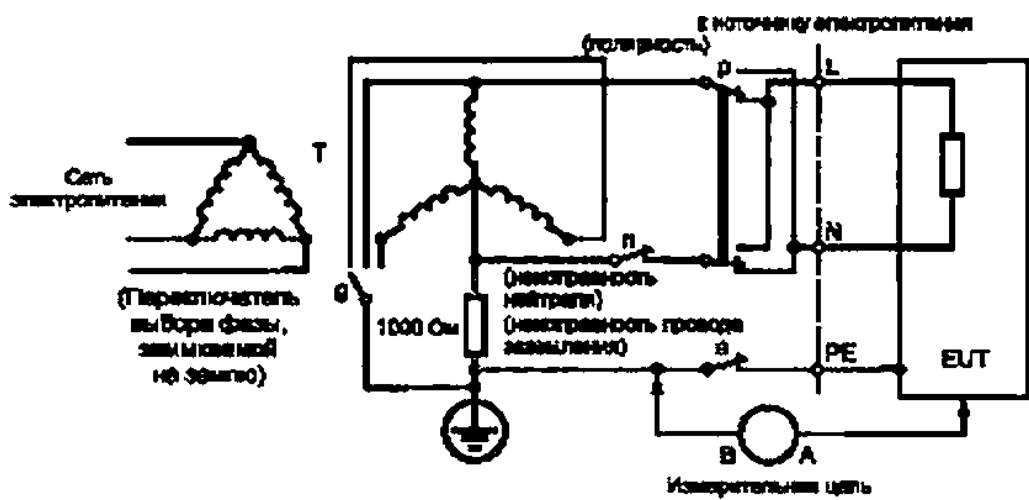 к источнику электропитания
(полярность)
p
L
T
Сеть
электропитания
n
N
g
(неисправность
нейтрали)
(Переключатель
выбора фазы,
замыкаемой
на землю)
1000 Ом
(неисправность провода
заземления)
e
PE
EUT
B
A
Измерительная цепь